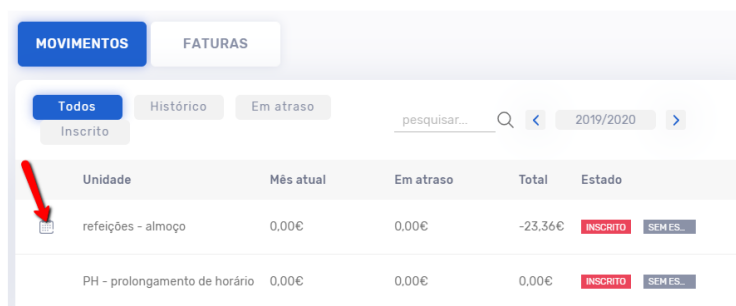 MOVIMENTOS FATURAS
Todos Histórico Em atraso
pesquisar... 2019/2020
Inscrito
Unidade Mês atual Em atraso Total Estado
refeições - almoço 0,00€ 0,00€ -23,36€ INSCRITO SEM ES...
PH - prolongamento de horário 0,00€ 0,00€ 0,00€ INSCRITO SEM ES...